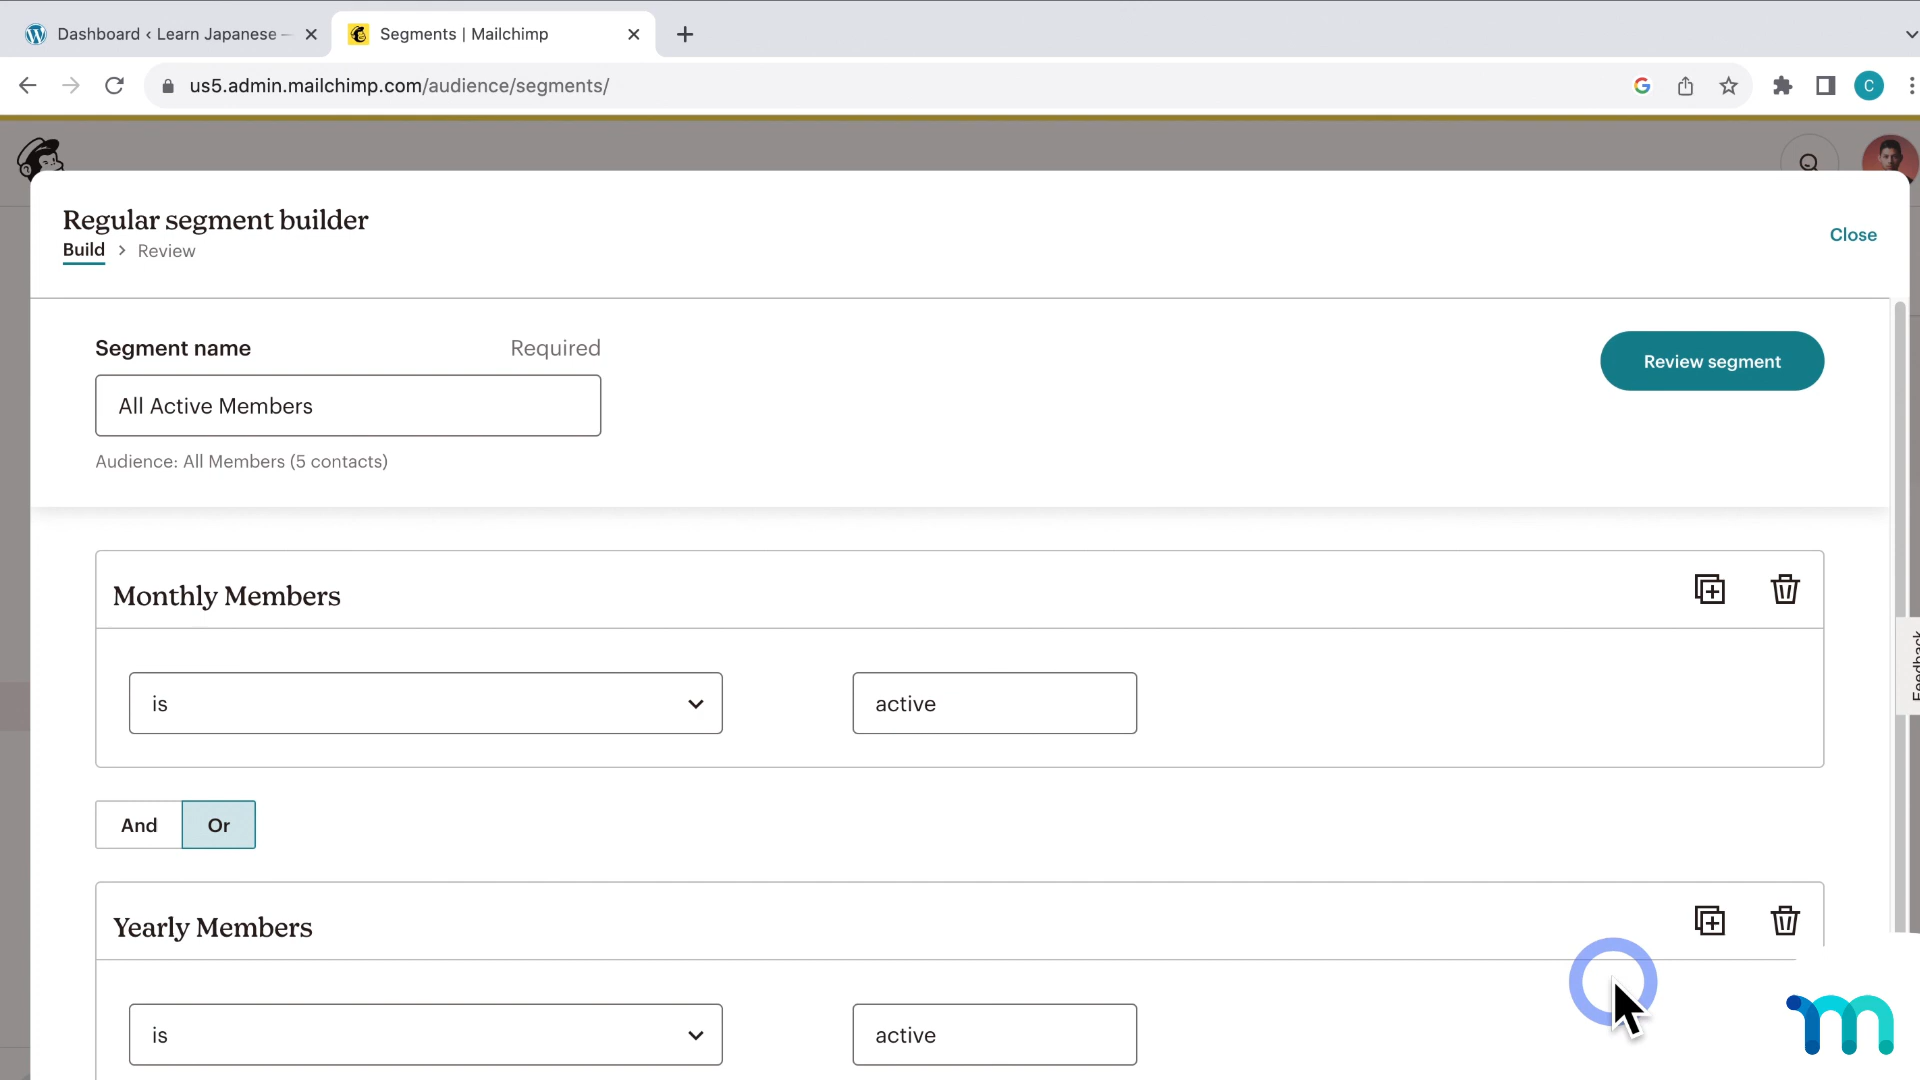 Dashboard ‹ Learn Japanese –
Segments | Mailchimp
us5.admin.mailchimp.com/audience/segments/
C
Regular segment builder
Close
Build > Review
Segment name Required
Review segment
All Active Members
Audience: All Members (5 contacts)
Monthly Members
is active
Feedback
And Or
Yearly Members
is active